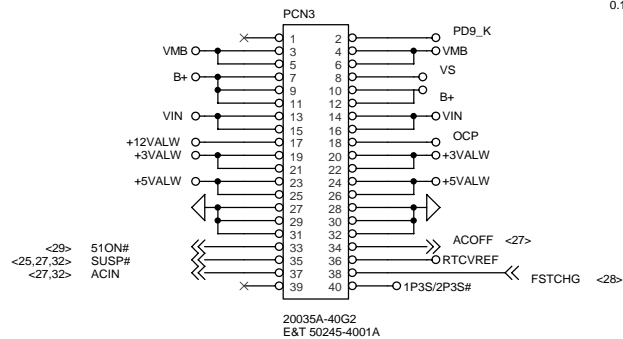 PCN3
0.1
1 2 PD9_K
VMB 3 4 VMB
5 6
B+ 7 8 VS
9 10 B+
11 12
VIN 13 14 VIN
15 16
+12VALW 17 18 OCP
+3VALW 19 20 +3VALW
21 22
+5VALW 23 24 +5VALW
25 26
27 28
29 30
31 32
<29> 51ON# 33 34 ACOFF <27>
<25,27,32> SUSP# 35 36 RTCVREF
<27,32> ACIN 37 38 FSTCHG <28>
39 40 1P3S/2P3S#
20035A-40G2
E&T 50245-4001A